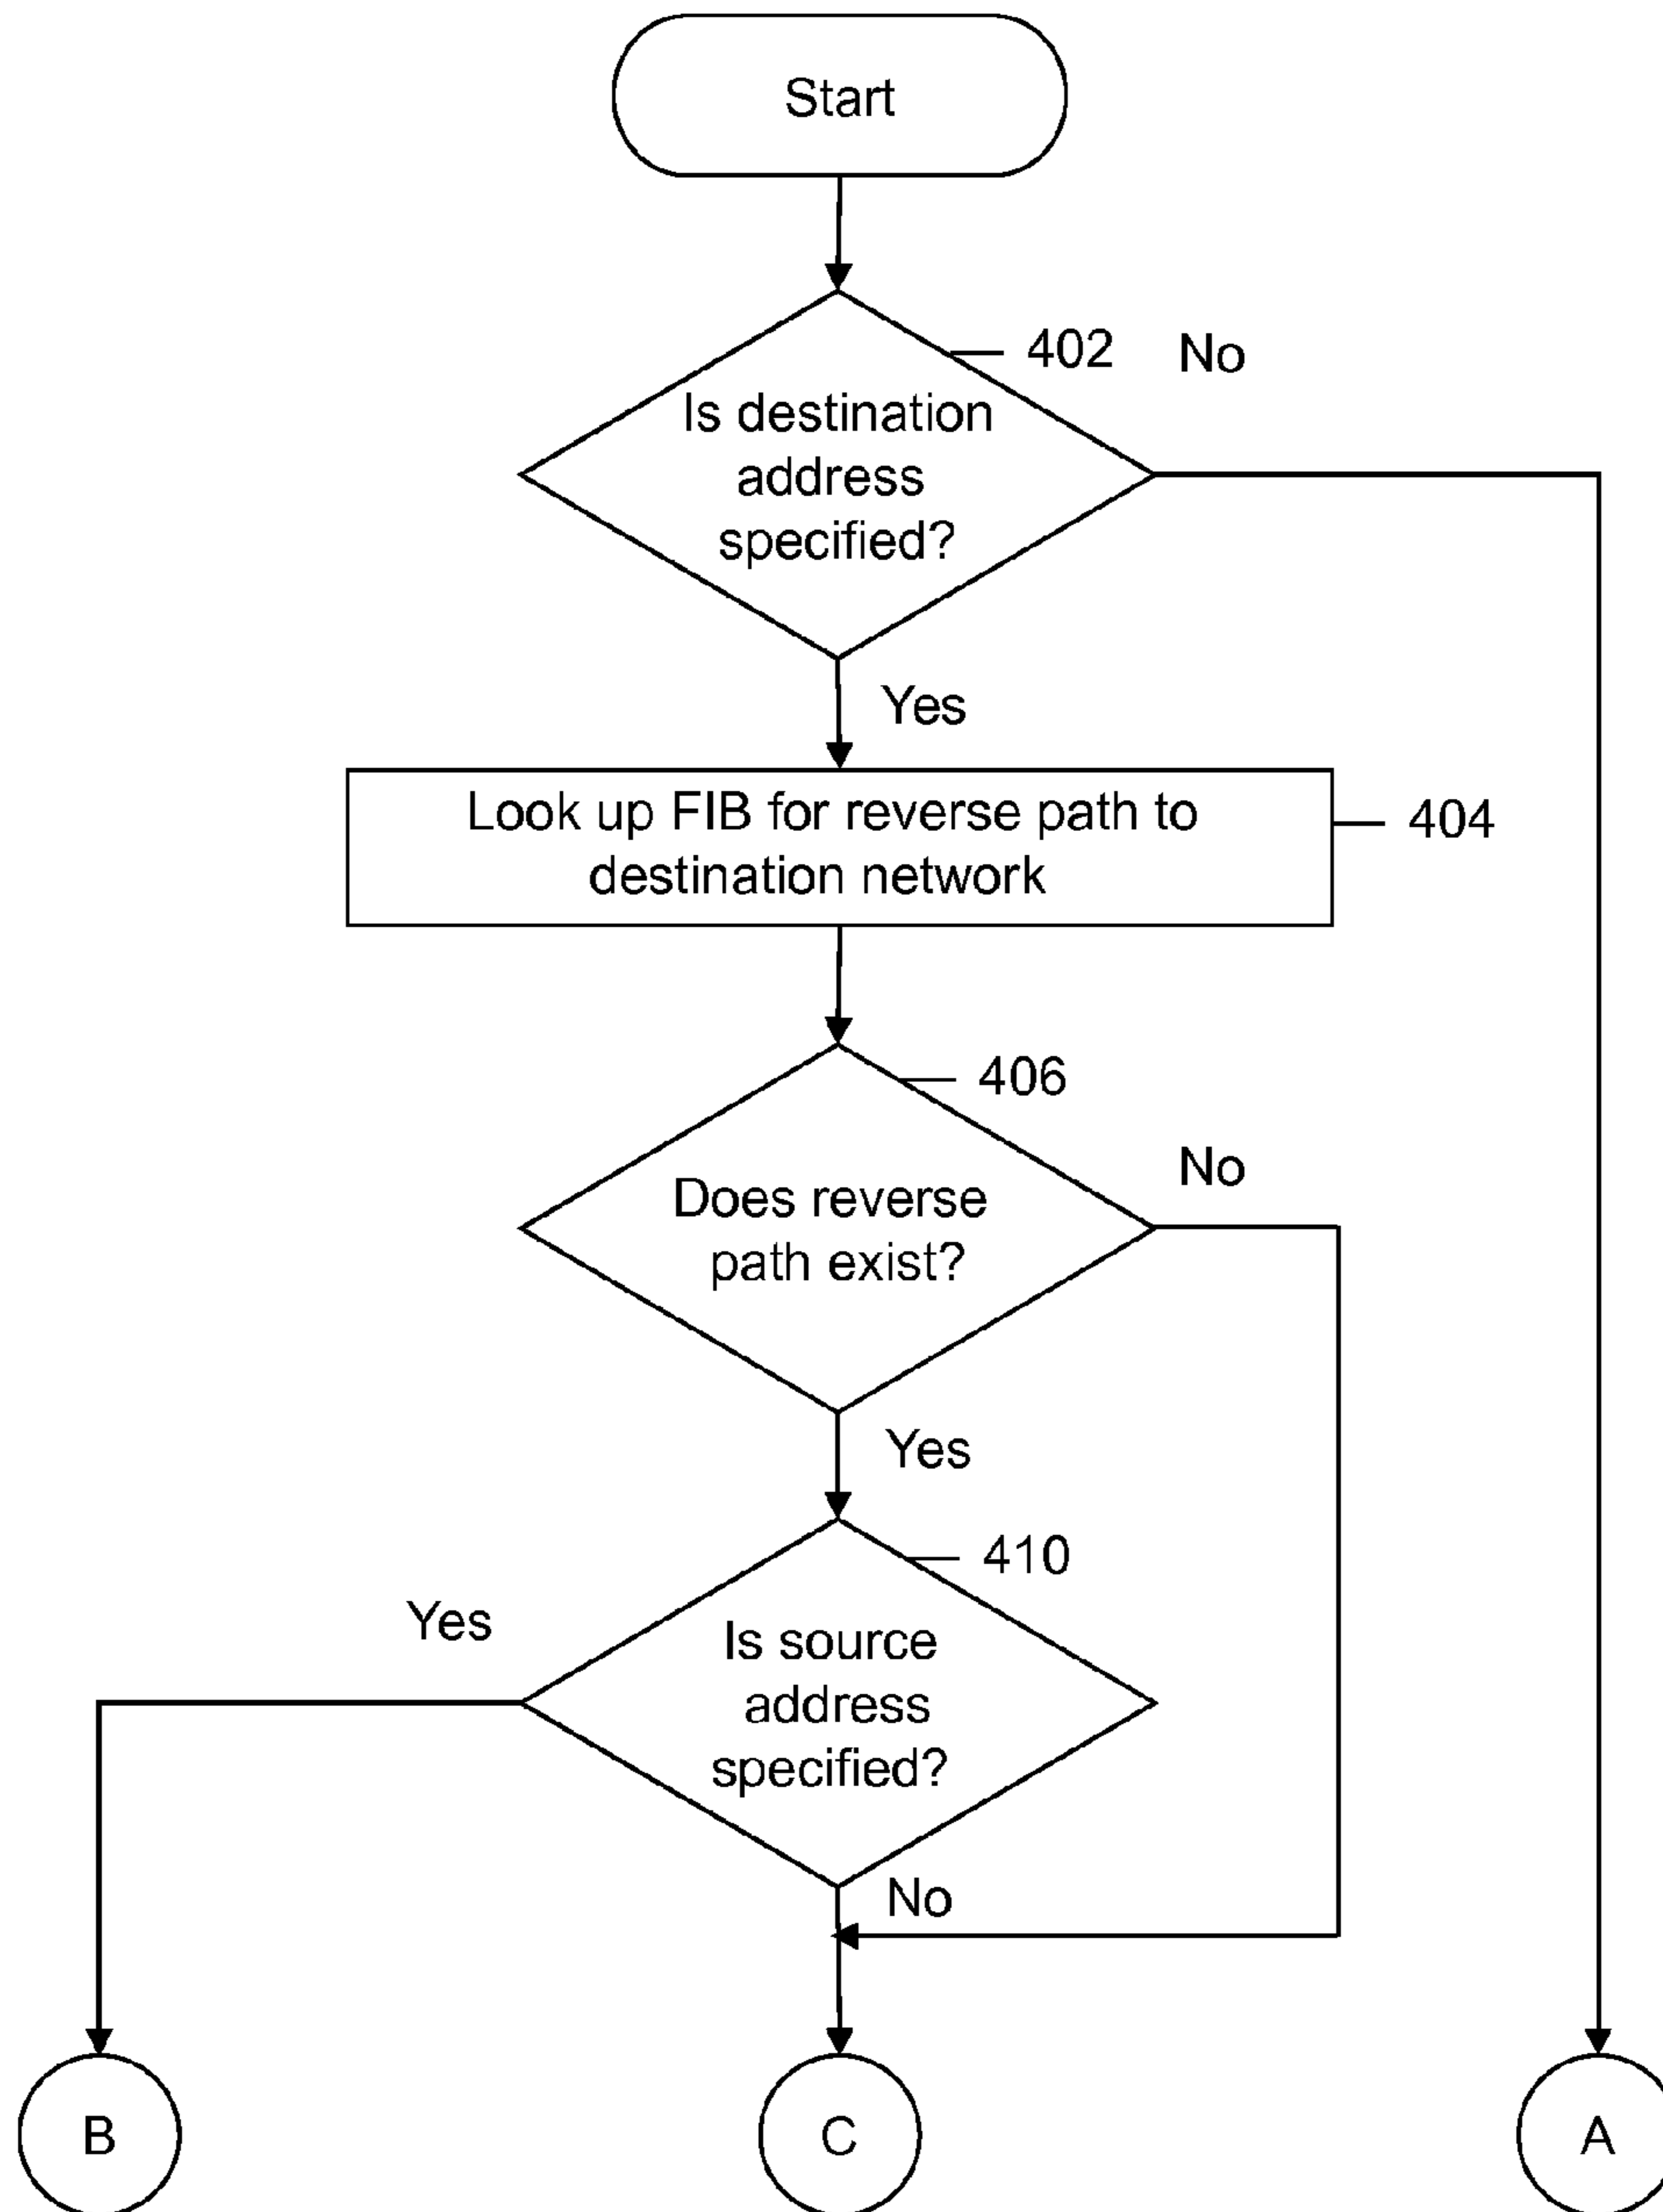 Start
402
No
Is destination
address
specified?
Yes
Look up FIB for reverse path to
destination network
404
406
No
Does reverse
path exist?
Yes
410
Yes
Is source
address
specified?
No
B
C
A